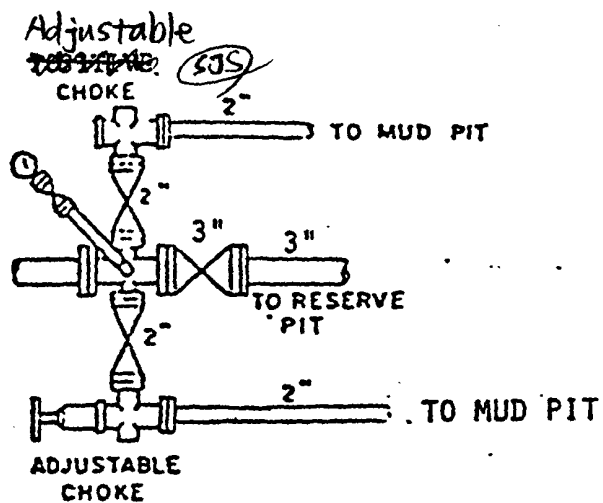 Adjustable
SJS
CHOKE
2"
TO MUD PIT
2"
3"
3"
TO RESERVE
PIT
2"
2"
TO MUD PIT
ADJUSTABLE
CHOKE